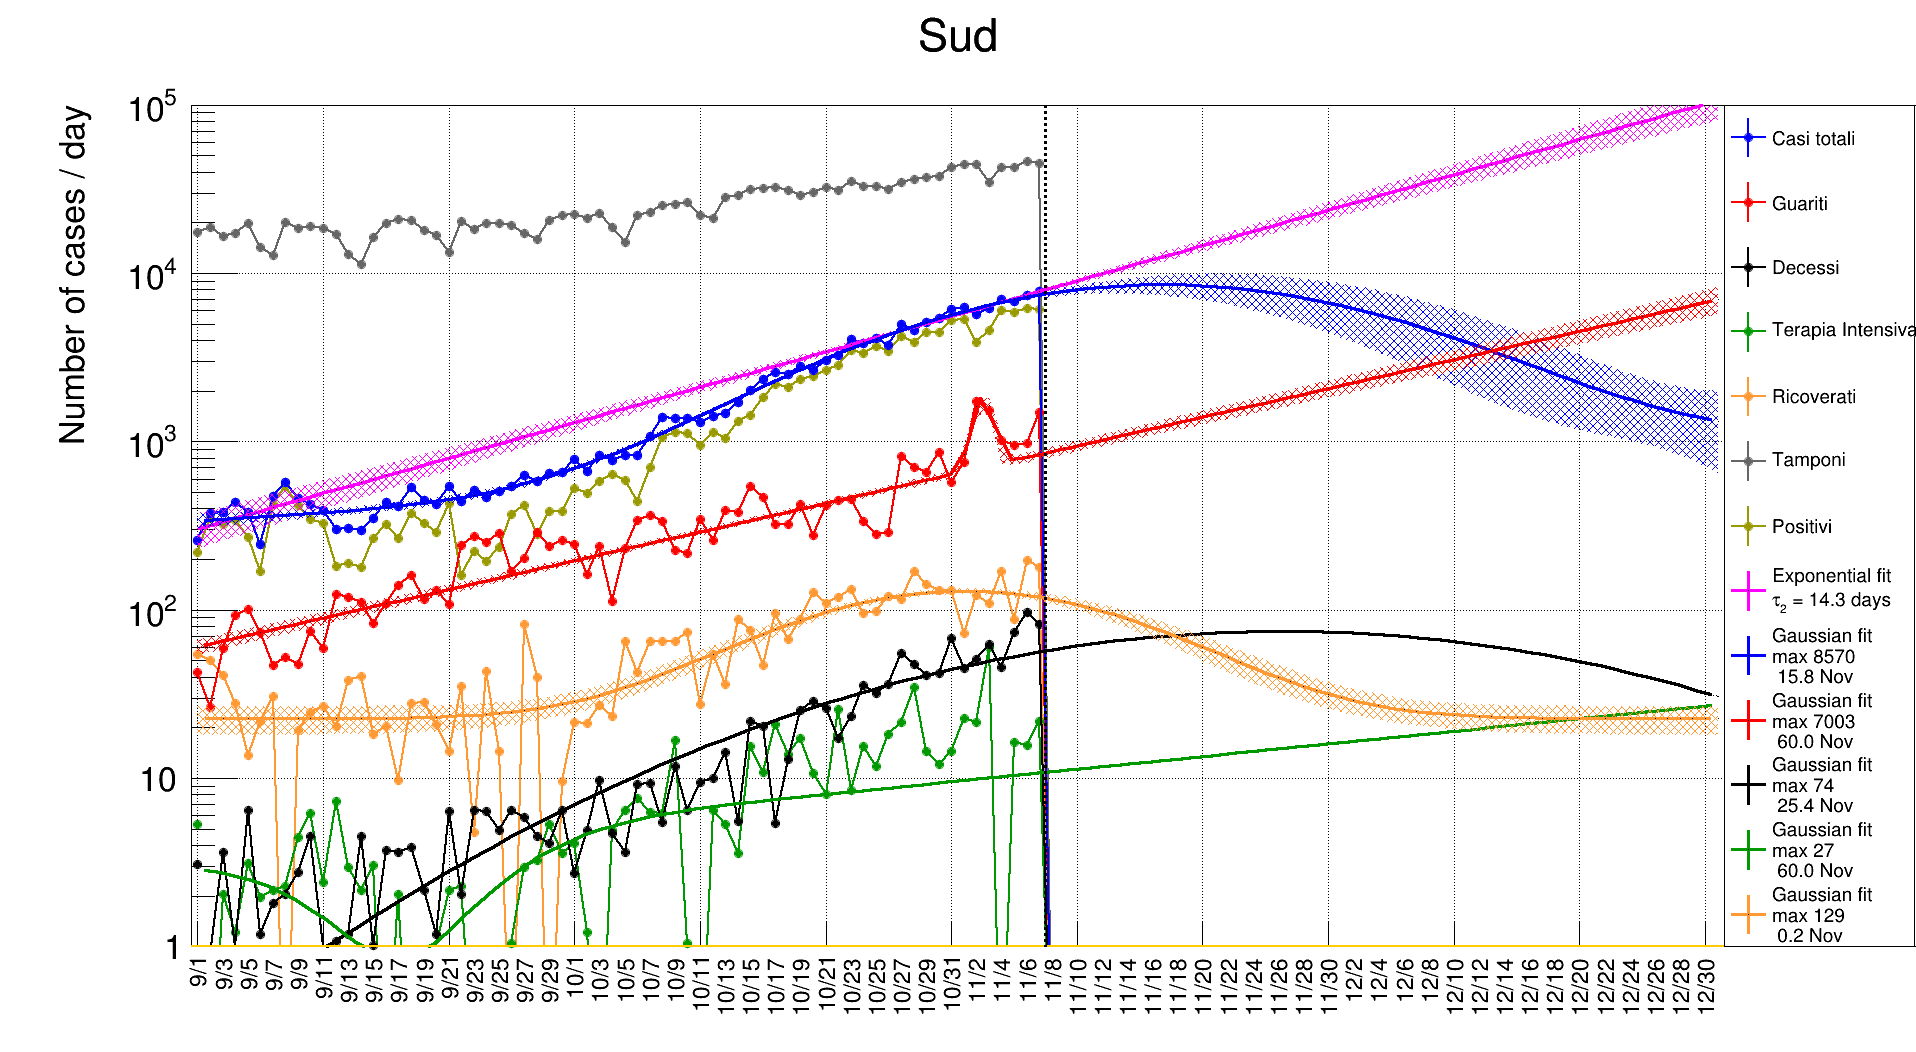 Sud
Number of cases / day
10^5
10^4
10^3
10^2
10
1
9/1 9/3 9/5 9/7 9/9 9/11 9/13 9/15 9/17 9/19 9/21 9/23 9/25 9/27 9/29 10/1 10/3 10/5 10/7 10/9 10/11 10/13 10/15 10/17 10/19 10/21 10/23 10/25 10/27 10/29 10/31 11/2 11/4 11/6 11/8 11/10 11/12 11/14 11/16 11/18 11/20 11/22 11/24 11/26 11/28 11/30 12/2 12/4 12/6 12/8 12/10 12/12 12/14 12/16 12/18 12/20 12/22 12/24 12/26 12/28 12/30
Casi totali
Guariti
Decessi
Terapia Intensiva
Ricoverati
Tamponi
Positivi
Exponential fit
τ2 = 14.3 days
Gaussian fit
max 8570
15.8 Nov
Gaussian fit
max 7003
60.0 Nov
Gaussian fit
max 74
25.4 Nov
Gaussian fit
max 27
60.0 Nov
Gaussian fit
max 129
0.2 Nov